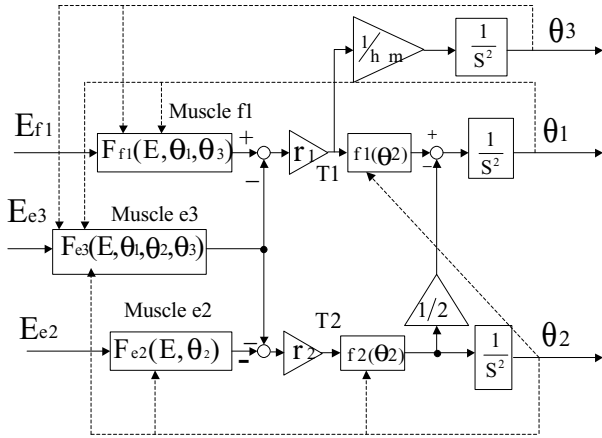 1/h m
1/S²
θ3
Muscle f1
Ef1
Ff1(E,θ1,θ3)
+
−
r1
T1
f1(θ2)
+
−
1/S²
θ1
Ee3
Muscle e3
Fe3(E,θ1,θ2,θ3)
Muscle e2
Ee2
Fe2(E,θ2)
−
-
r2
T2
f2(θ2)
1/2
1/S²
θ2